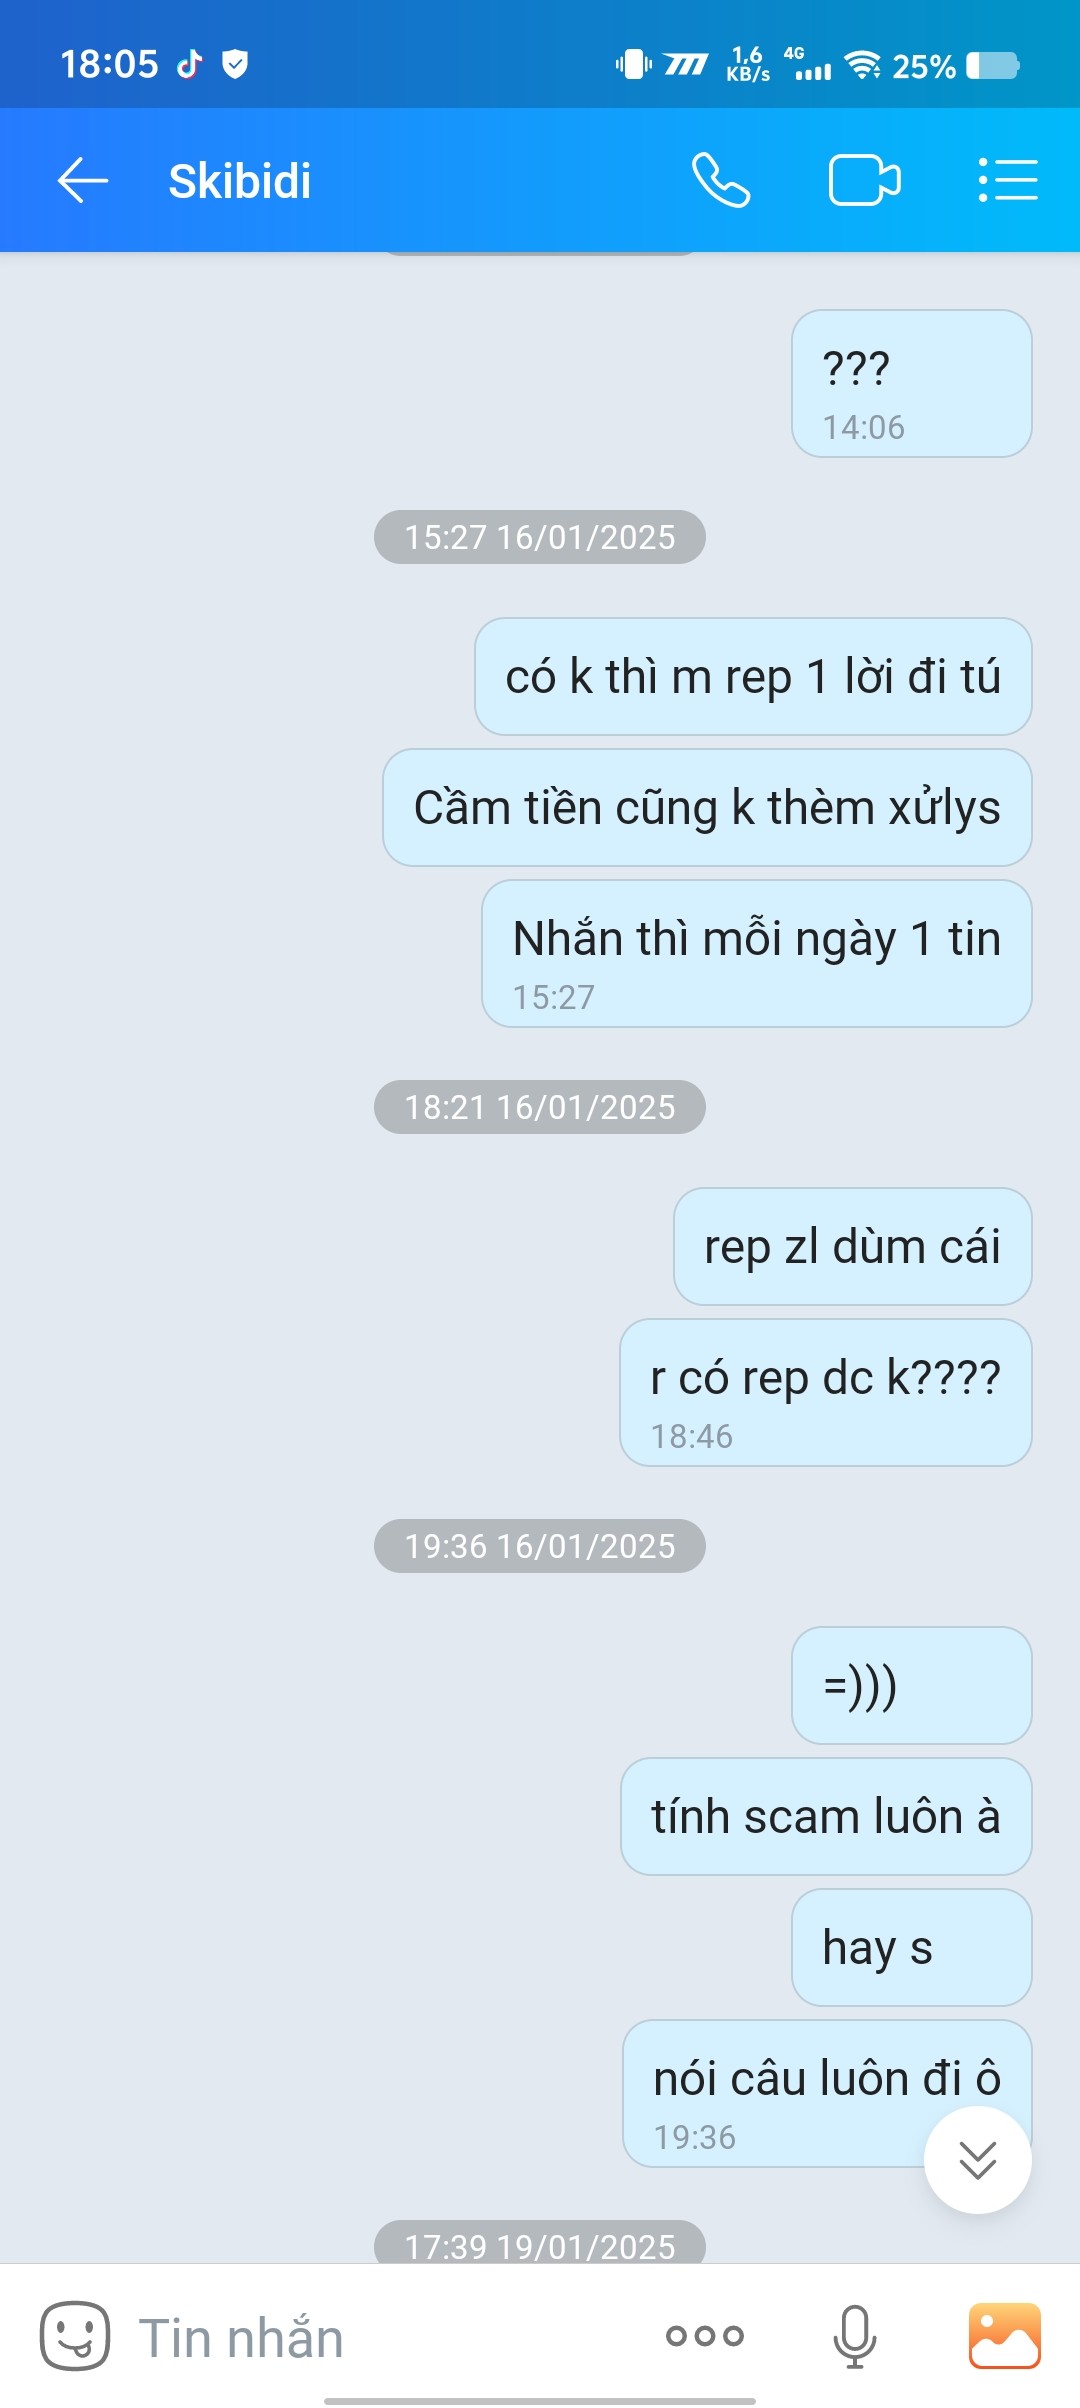 18:05
1,6
KB/s
4G
25%
Skibidi
???
14:06
15:27 16/01/2025
có k thì m rep 1 lời đi tú
Cầm tiền cũng k thèm xửlys
Nhắn thì mỗi ngày 1 tin
15:27
18:21 16/01/2025
rep zl dùm cái
r có rep dc k????
18:46
19:36 16/01/2025
=)))
tính scam luôn à
hay s
nói câu luôn đi ô
19:36
17:39 19/01/2025
Tin nhắn